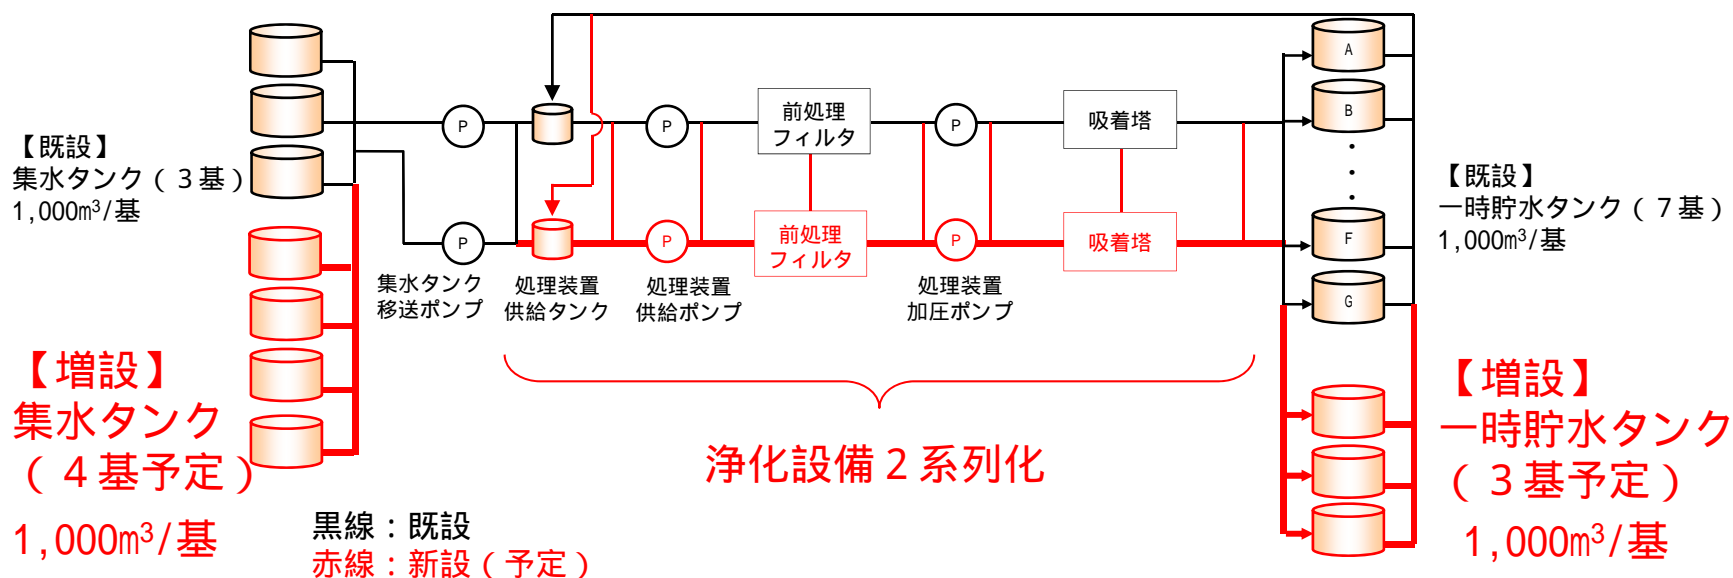 【既設】
集水タンク（３基）
1,000m³/基
【増設】
集水タンク
（４基予定）
1,000m³/基
P
P
集水タンク
移送ポンプ
処理装置
供給タンク
P
P
処理装置
供給ポンプ
前処理
フィルタ
前処理
フィルタ
P
P
処理装置
加圧ポンプ
吸着塔
吸着塔
浄化設備２系列化
A
B
・
・
・
F
G
【既設】
一時貯水タンク（７基）
1,000m³/基
【増設】
一時貯水タンク
（３基予定）
1,000m³/基
黒線：既設
赤線：新設（予定）